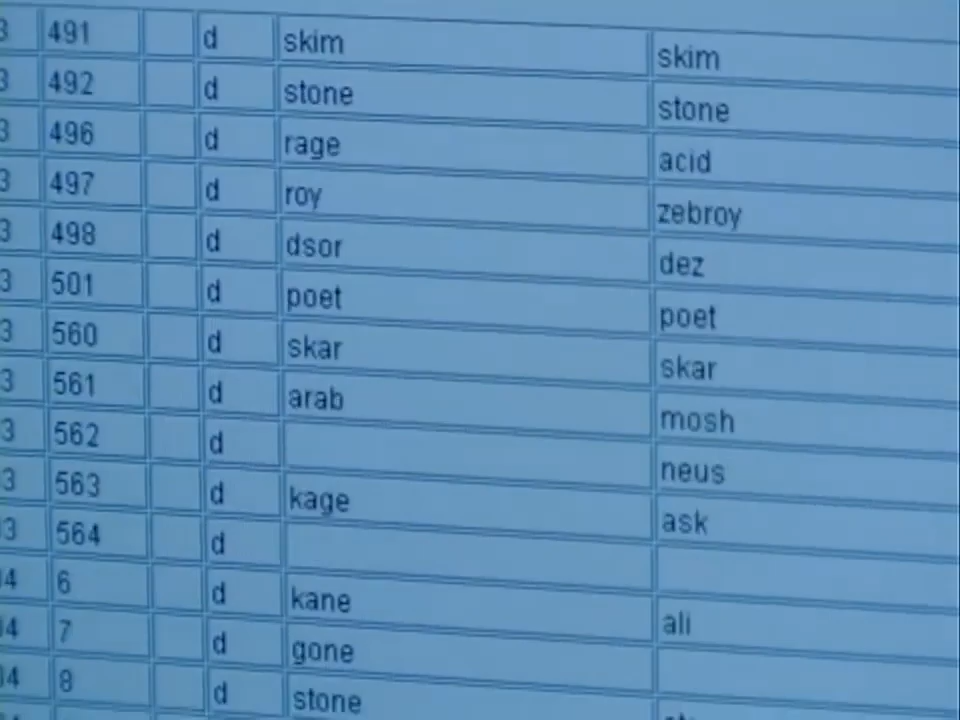 3 491 d skim skim
3 492 d stone stone
3 496 d rage acid
3 497 d roy zebroy
3 498 d dsor dez
3 501 d poet poet
3 560 d skar skar
3 561 d arab mosh
3 562 d neus
3 563 d kage ask
3 564 d
4 6 d kane ali
4 7 d gone
4 8 d stone